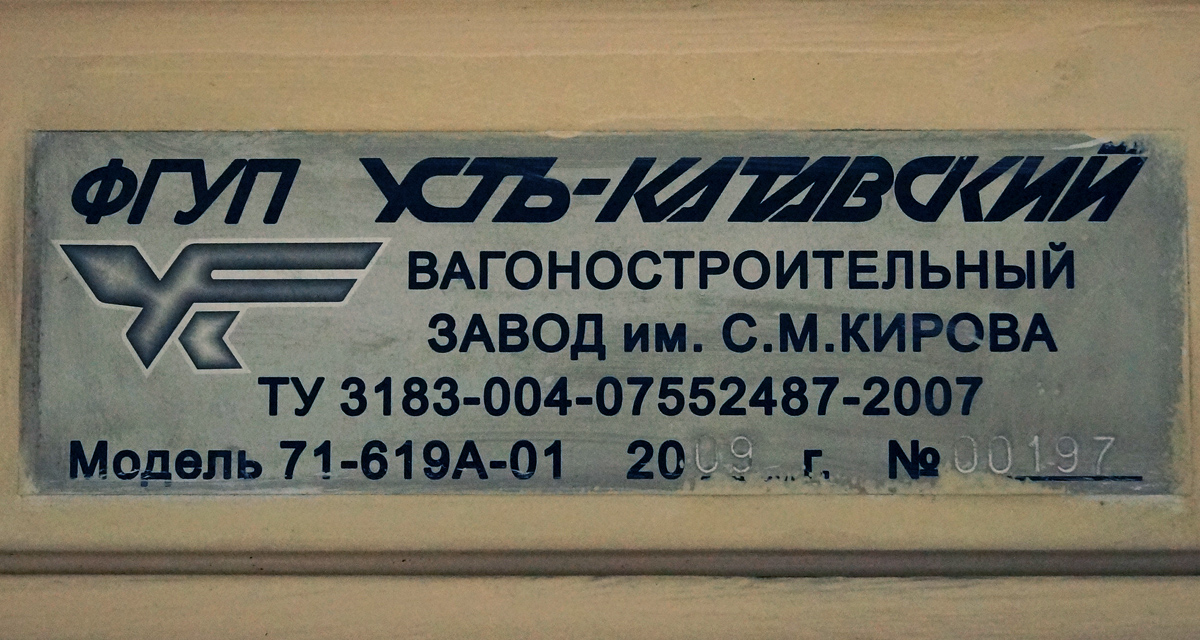 ФГУП УСТЬ-КАТАВСКИЙ
ВАГОНОСТРОИТЕЛЬНЫЙ
ЗАВОД им. С.М.КИРОВА
ТУ 3183-004-07552487-2007
Модель 71-619А-01 2009 г. № 00197